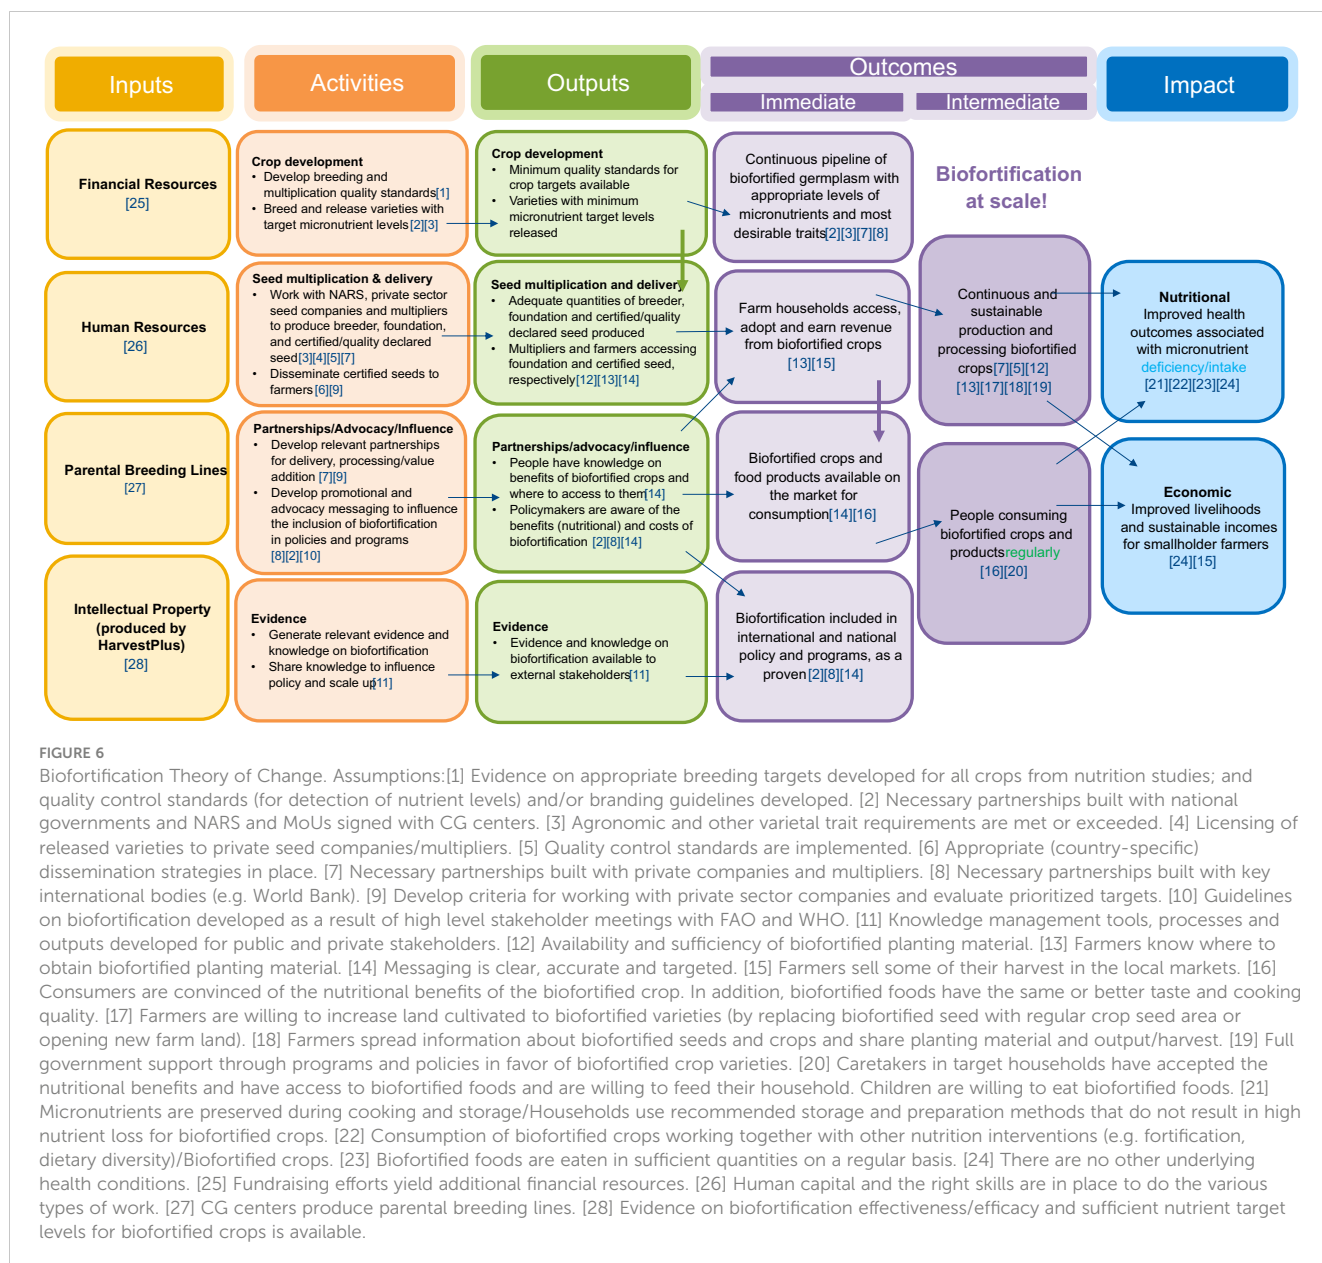 Inputs
Activities
Outputs
Outcomes
Immediate
Intermediate
Impact
Financial Resources
[25]
Human Resources
[26]
Parental Breeding Lines
[27]
Intellectual Property
(produced by
HarvestPlus)
[28]
Crop development
• Develop breeding and
multiplication quality standards[1]
• Breed and release varieties with
target micronutrient levels[2][3]
Seed multiplication & delivery
• Work with NARS, private sector
seed companies and multipliers
to produce breeder, foundation,
and certified/quality declared
seed[3][4][5][7]
• Disseminate certified seeds to
farmers[6][9]
Partnerships/Advocacy/Influence
• Develop relevant partnerships
for delivery, processing/value
addition [7][9]
• Develop promotional and
advocacy messaging to influence
the inclusion of biofortification
in policies and programs
[8][2][10]
Evidence
• Generate relevant evidence and
knowledge on biofortification
• Share knowledge to influence
policy and scale up[11]
Crop development
• Minimum quality standards for
crop targets available
• Varieties with minimum
micronutrient target levels
released
Seed multiplication and delivery
• Adequate quantities of breeder,
foundation and certified/quality
declared seed produced
• Multipliers and farmers accessing
foundation and certified seed,
respectively[12][13][14]
Partnerships/advocacy/influence
• People have knowledge on
benefits of biofortified crops and
where to access to them[14]
• Policymakers are aware of the
benefits (nutritional) and costs of
biofortification [2][8][14]
Evidence
• Evidence and knowledge on
biofortification available to
external stakeholders[11]
Continuous pipeline of
biofortified germplasm with
appropriate levels of
micronutrients and most
desirable traits[2][3][7][8]
Farm households access,
adopt and earn revenue
from biofortified crops
[13][15]
Biofortified crops and
food products available on
the market for
consumption[14][16]
Biofortification included in
international and national
policy and programs, as a
proven[2][8][14]
Biofortification
at scale!
Continuous and
sustainable
production and
processing biofortified
crops[7][5][12]
[13][17][18][19]
People consuming
biofortified crops and
products regularly
[16][20]
Nutritional
Improved health
outcomes associated
with micronutrient
deficiency/intake
[21][22][23][24]
Economic
Improved livelihoods
and sustainable incomes
for smallholder farmers
[24][15]
FIGURE 6
Biofortification Theory of Change. Assumptions:[1] Evidence on appropriate breeding targets developed for all crops from nutrition studies; and
quality control standards (for detection of nutrient levels) and/or branding guidelines developed. [2] Necessary partnerships built with national
governments and NARS and MoUs signed with CG centers. [3] Agronomic and other varietal trait requirements are met or exceeded. [4] Licensing of
released varieties to private seed companies/multipliers. [5] Quality control standards are implemented. [6] Appropriate (country-specific)
dissemination strategies in place. [7] Necessary partnerships built with private companies and multipliers. [8] Necessary partnerships built with key
international bodies (e.g. World Bank). [9] Develop criteria for working with private sector companies and evaluate prioritized targets. [10] Guidelines
on biofortification developed as a result of high level stakeholder meetings with FAO and WHO. [11] Knowledge management tools, processes and
outputs developed for public and private stakeholders. [12] Availability and sufficiency of biofortified planting material. [13] Farmers know where to
obtain biofortified planting material. [14] Messaging is clear, accurate and targeted. [15] Farmers sell some of their harvest in the local markets. [16]
Consumers are convinced of the nutritional benefits of the biofortified crop. In addition, biofortified foods have the same or better taste and cooking
quality. [17] Farmers are willing to increase land cultivated to biofortified varieties (by replacing biofortified seed with regular crop seed area or
opening new farm land). [18] Farmers spread information about biofortified seeds and crops and share planting material and output/harvest. [19] Full
government support through programs and policies in favor of biofortified crop varieties. [20] Caretakers in target households have accepted the
nutritional benefits and have access to biofortified foods and are willing to feed their household. Children are willing to eat biofortified foods. [21]
Micronutrients are preserved during cooking and storage/Households use recommended storage and preparation methods that do not result in high
nutrient loss for biofortified crops. [22] Consumption of biofortified crops working together with other nutrition interventions (e.g. fortification,
dietary diversity)/Biofortified crops. [23] Biofortified foods are eaten in sufficient quantities on a regular basis. [24] There are no other underlying
health conditions. [25] Fundraising efforts yield additional financial resources. [26] Human capital and the right skills are in place to do the various
types of work. [27] CG centers produce parental breeding lines. [28] Evidence on biofortification effectiveness/efficacy and sufficient nutrient target
levels for biofortified crops is available.